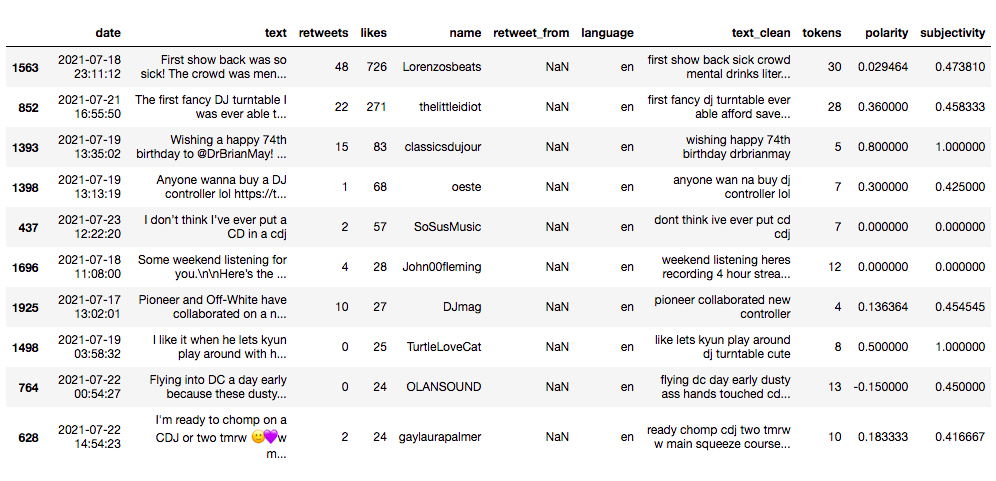 date text retweets likes name retweet_from language text_clean tokens polarity subjectivity
1563 2021-07-18 23:11:12 First show back was so sick! The crowd was men... 48 726 Lorenzosbeats NaN en first show back sick crowd mental drinks liter... 30 0.029464 0.473810
852 2021-07-21 16:55:50 The first fancy DJ turntable I was ever able t... 22 271 thelittleidiot NaN en first fancy dj turntable ever able afford save... 28 0.360000 0.458333
1393 2021-07-19 13:35:02 Wishing a happy 74th birthday to @DrBrianMay! ... 15 83 classicsdujour NaN en wishing happy 74th birthday drbrianmay 5 0.800000 1.000000
1398 2021-07-19 13:13:19 Anyone wanna buy a DJ controller lol https://t... 1 68 oeste NaN en anyone wan na buy dj controller lol 7 0.300000 0.425000
437 2021-07-23 12:22:20 I don't think I've ever put a CD in a cdj 2 57 SoSusMusic NaN en dont think ive ever put cd cdj 7 0.000000 0.000000
1696 2021-07-18 11:08:00 Some weekend listening for you.\n\nHere's the ... 4 28 John00fleming NaN en weekend listening heres recording 4 hour strea... 12 0.000000 0.000000
1925 2021-07-17 13:02:01 Pioneer and Off-White have collaborated on a n... 10 27 DJmag NaN en pioneer collaborated new controller 4 0.136364 0.454545
1498 2021-07-19 03:58:32 I like it when he lets kyun play around with h... 0 25 TurtleLoveCat NaN en like lets kyun play around dj turntable cute 8 0.500000 1.000000
764 2021-07-22 00:54:27 Flying into DC a day early because these dusty... 0 24 OLANSOUND NaN en flying dc day early dusty ass hands touched cd... 13 -0.150000 0.450000
628 2021-07-22 14:54:23 I'm ready to chomp on a CDJ or two tmrw 🙂💜w m... 2 24 gaylaurapalmer NaN en ready chomp cdj two tmrw w main squeeze course... 10 0.183333 0.416667